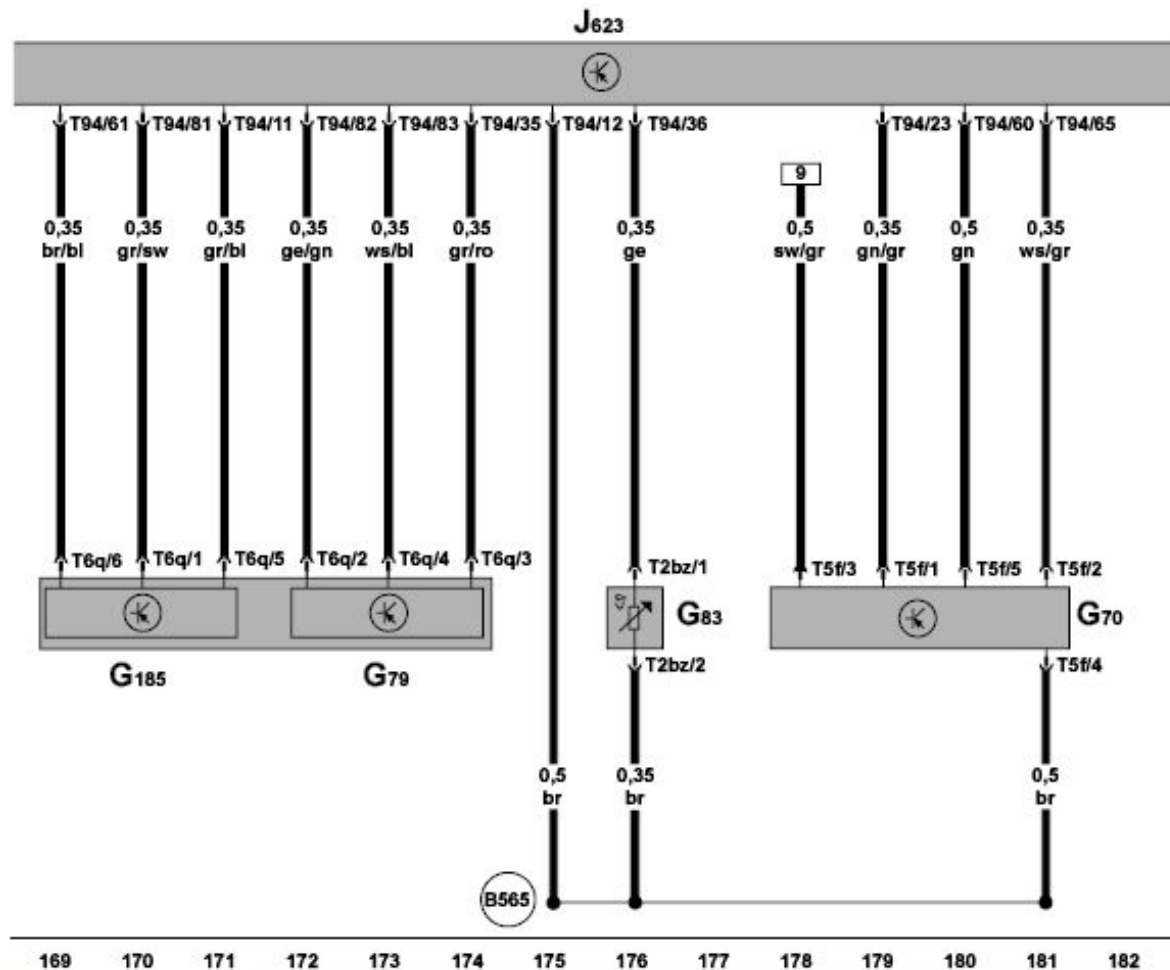 J623
T94/61 T94/81 T94/11 T94/82 T94/83 T94/35 T94/12 T94/36 T94/23 T94/60 T94/65
9
0,35 0,35 0,35 0,35 0,35 0,35 0,35 0,5 0,35 0,5 0,35
br/bl gr/sw gr/bl ge/gn ws/bl gr/ro ge sw/gr gn/gr gn ws/gr
T6q/6 T6q/1 T6q/5 T6q/2 T6q/4 T6q/3 T2bz/1 T5f/3 T5f/1 T5f/5 T5f/2
G83 G70
G185 G79 T2bz/2 T5f/4
0,5 0,35 0,5
br br br
B565
169 170 171 172 173 174 175 176 177 178 179 180 181 182